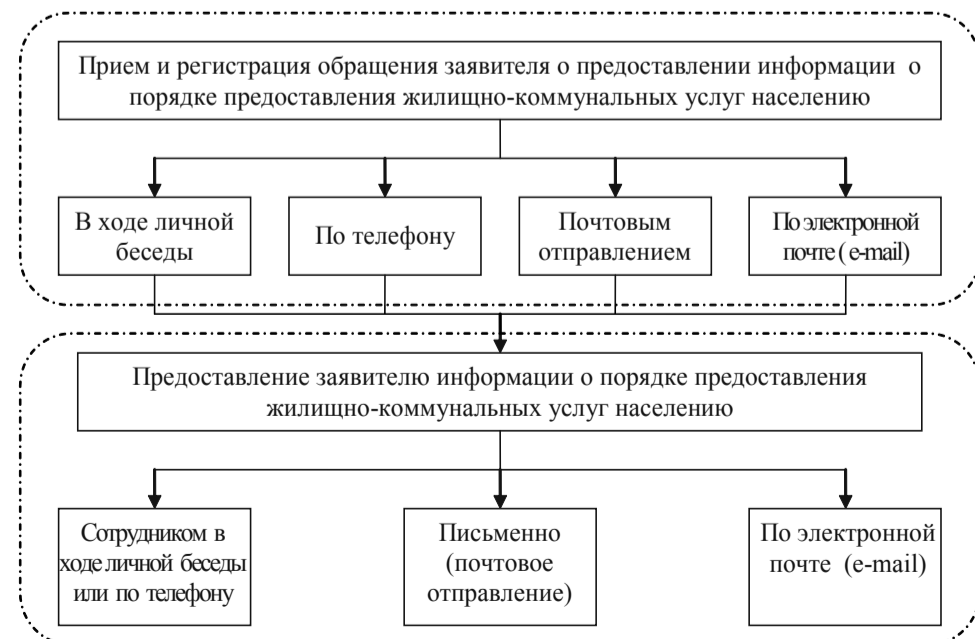 Прием и регистрация обращения заявителя о предоставлении информации о
порядке предоставления жилищно-коммунальных услуг населению
В ходе личной
беседы
По телефону
Почтовым
отправлением
По электронной
почте ( e-mail)
Предоставление заявителю информации о порядке предоставления
жилищно-коммунальных услуг населению
Сотрудником в
ходе личной беседы
или по телефону
Письменно
(почтовое
отправление)
По электронной
почте (e-mail)